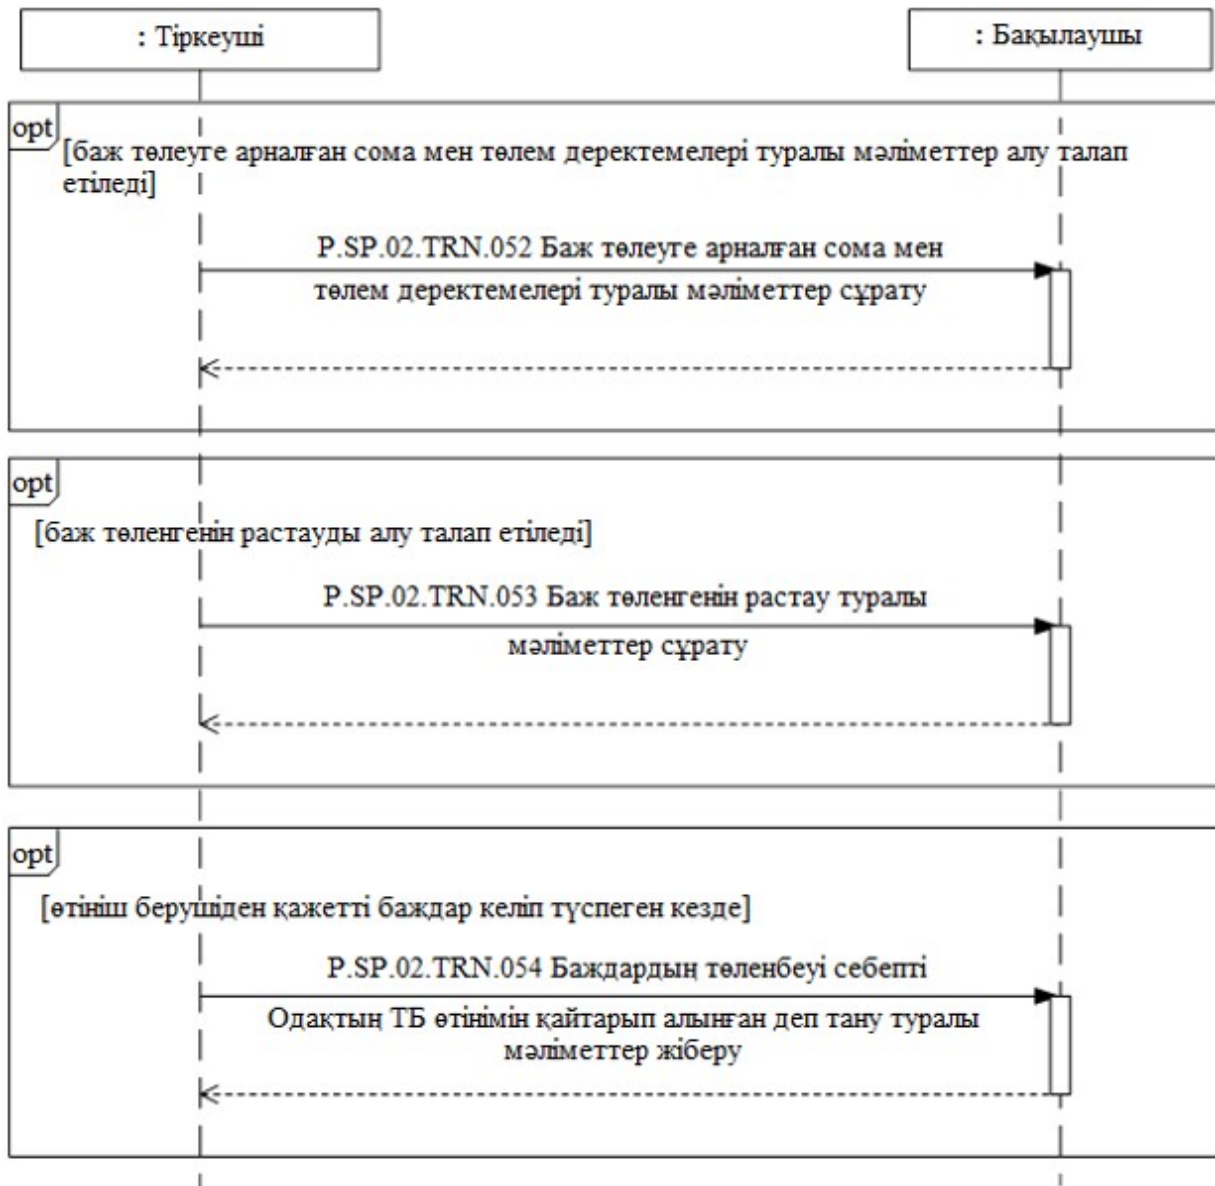 : Тіркеуші
: Бақылаушы
opt
[баж төлеуге арналған сома мен төлем деректемелері туралы мәліметтер алу талап
етіледі]
P.SP.02.TRN.052 Баж төлеуге арналған сома мен
төлем деректемелері туралы мәліметтер сұрату
opt
[баж төленгенін растауды алу талап етіледі]
P.SP.02.TRN.053 Баж төленгенін растау туралы
мәліметтер сұрату
opt
[өтініш берушіден қажетті баждар келіп түспеген кезде]
P.SP.02.TRN.054 Баждардың төленбеуі себепті
Одақтың ТБ өтінімін қайтарып алынған деп тану туралы
мәліметтер жіберу